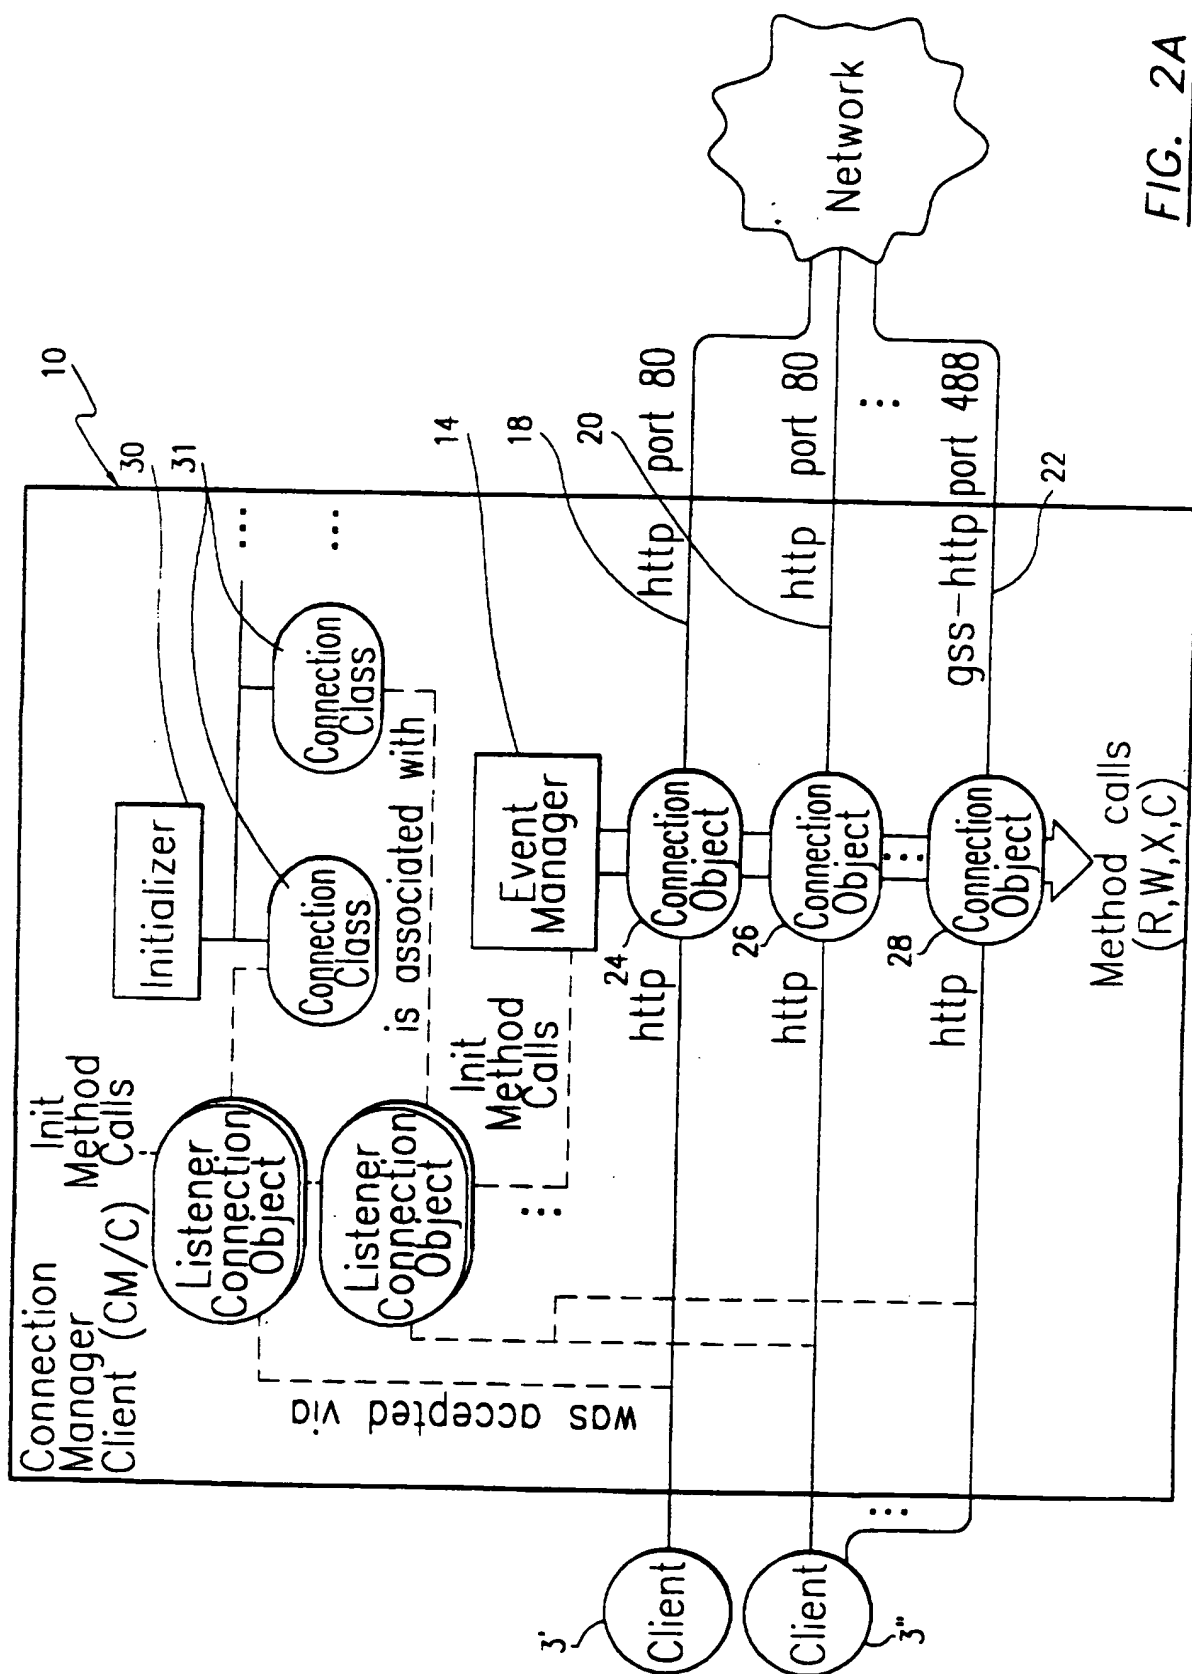 Connection
Manager
Client (CM/C)
Init
Method
Calls
Initializer
30
31
10
Listener
Connection
Object
Connection
Class
Connection
Class
...
...
is associated with
Listener
Connection
Object
...
Init
Method
Calls
Event
Manager
14
was accepted via
3'
Client
http
24
Connection
Object
http
18
port 80
Client
3"
http
26
Connection
Object
http
20
port 80
...
...
...
http
28
Connection
Object
gss-http
port 488
22
Network
Method calls
(R,W,X,C)
FIG. 2A